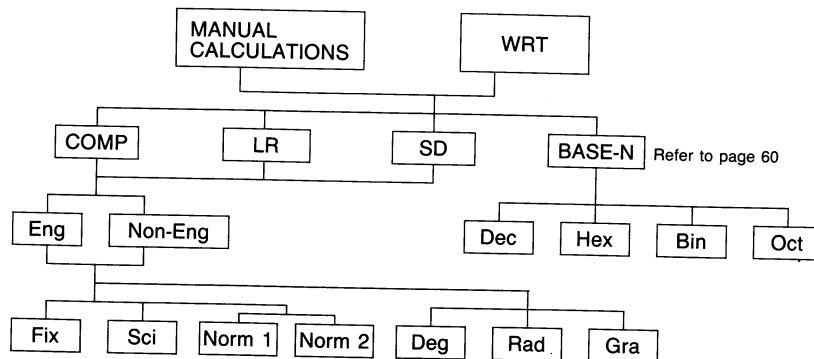 MANUAL
CALCULATIONS
WRT
COMP
LR
SD
BASE-N
Refer to page 60
Eng
Non-Eng
Dec
Hex
Bin
Oct
Fix
Sci
Norm 1
Norm 2
Deg
Rad
Gra